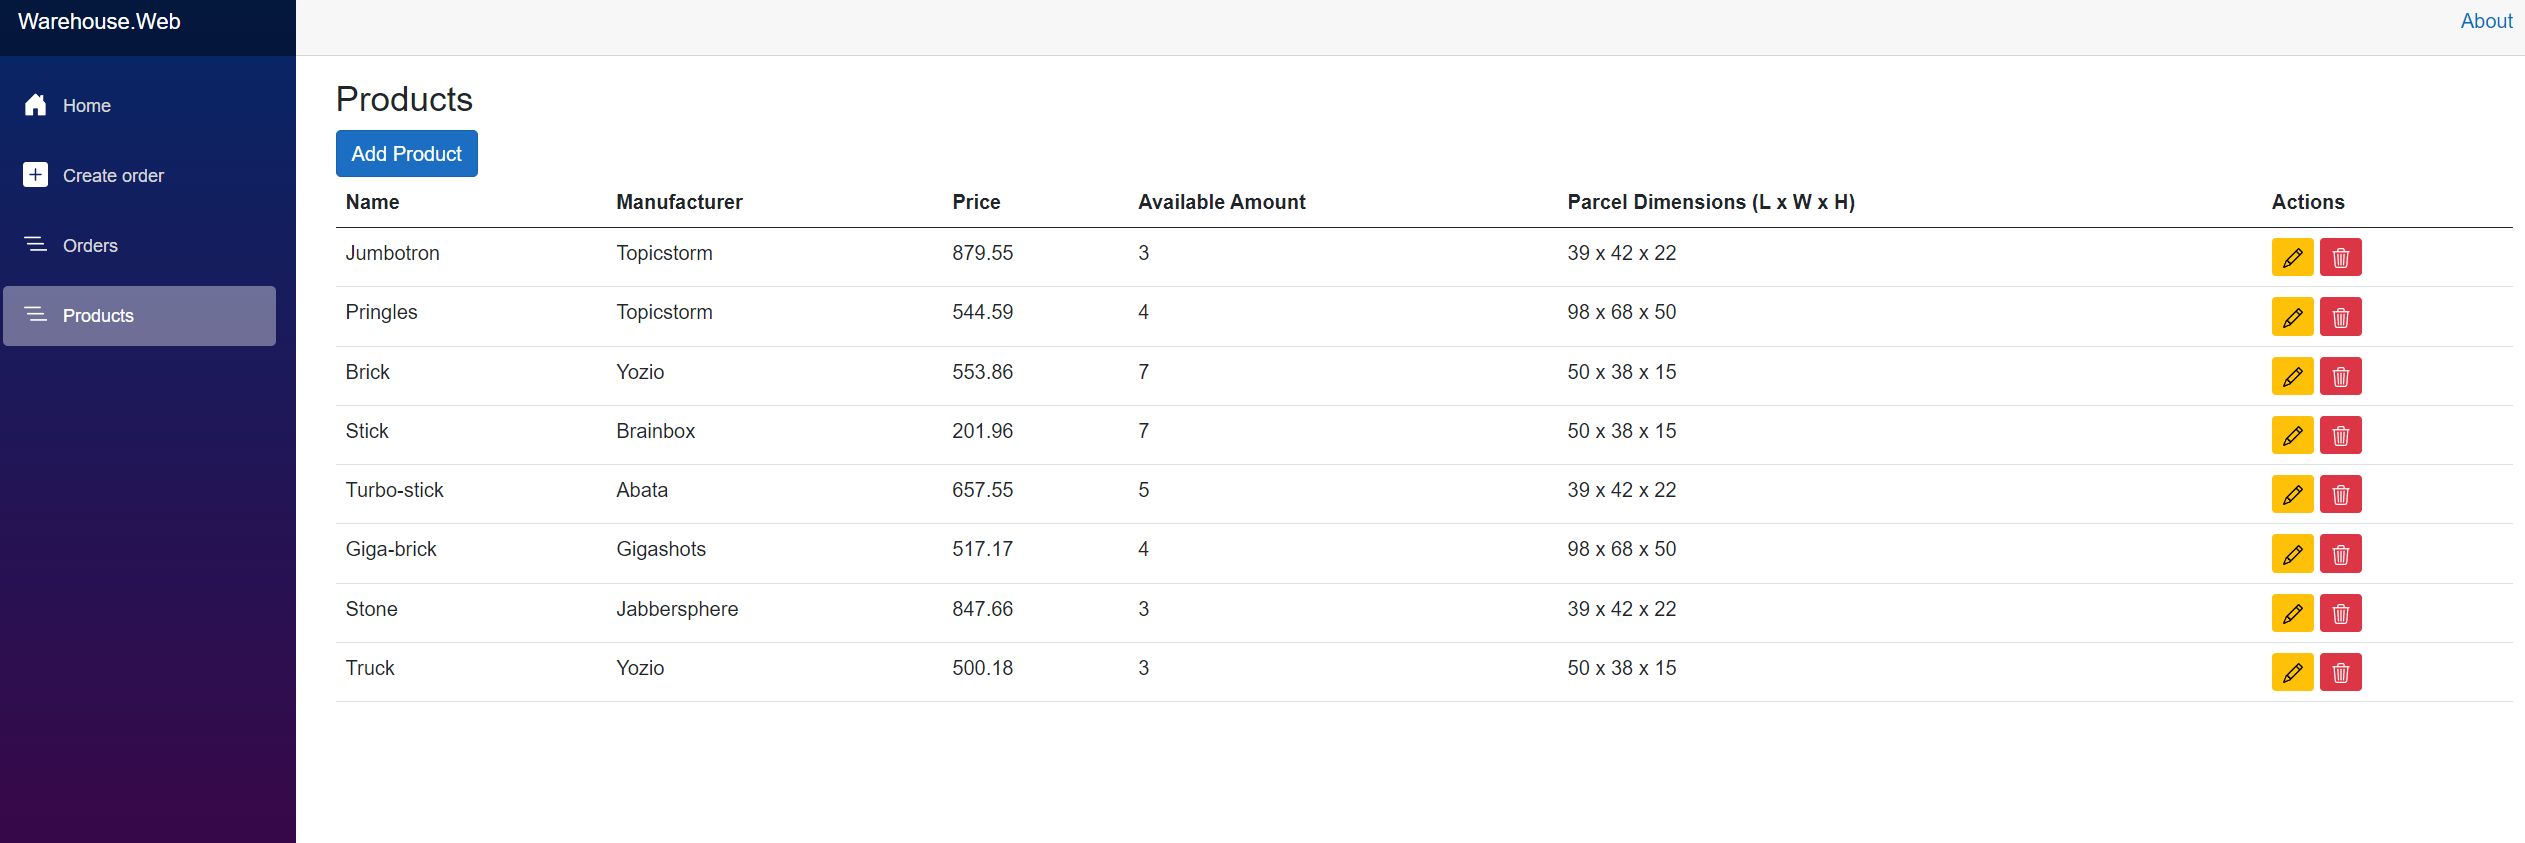 Warehouse.Web
About
Home
Create order
Orders
Products
Products
Add Product
Name Manufacturer Price Available Amount Parcel Dimensions (L x W x H) Actions
Jumbotron Topicstorm 879.55 3 39 x 42 x 22
Pringles Topicstorm 544.59 4 98 x 68 x 50
Brick Yozio 553.86 7 50 x 38 x 15
Stick Brainbox 201.96 7 50 x 38 x 15
Turbo-stick Abata 657.55 5 39 x 42 x 22
Giga-brick Gigashots 517.17 4 98 x 68 x 50
Stone Jabbersphere 847.66 3 39 x 42 x 22
Truck Yozio 500.18 3 50 x 38 x 15